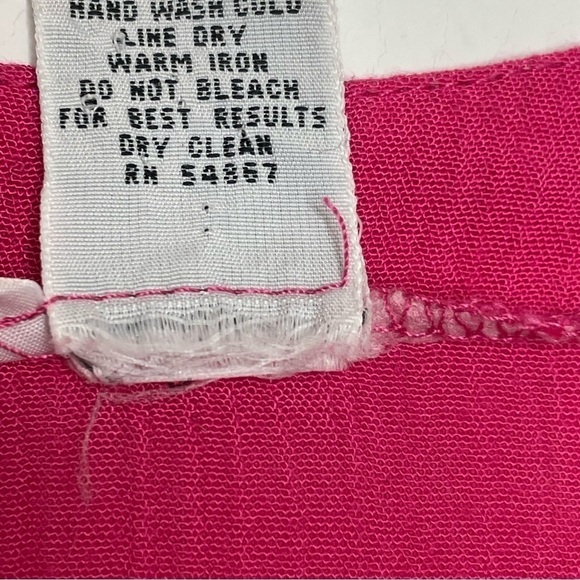 HAND WASH COLD
LINE DRY
WARM IRON
DO NOT BLEACH
FOR BEST RESULTS
DRY CLEAN
RN 54867